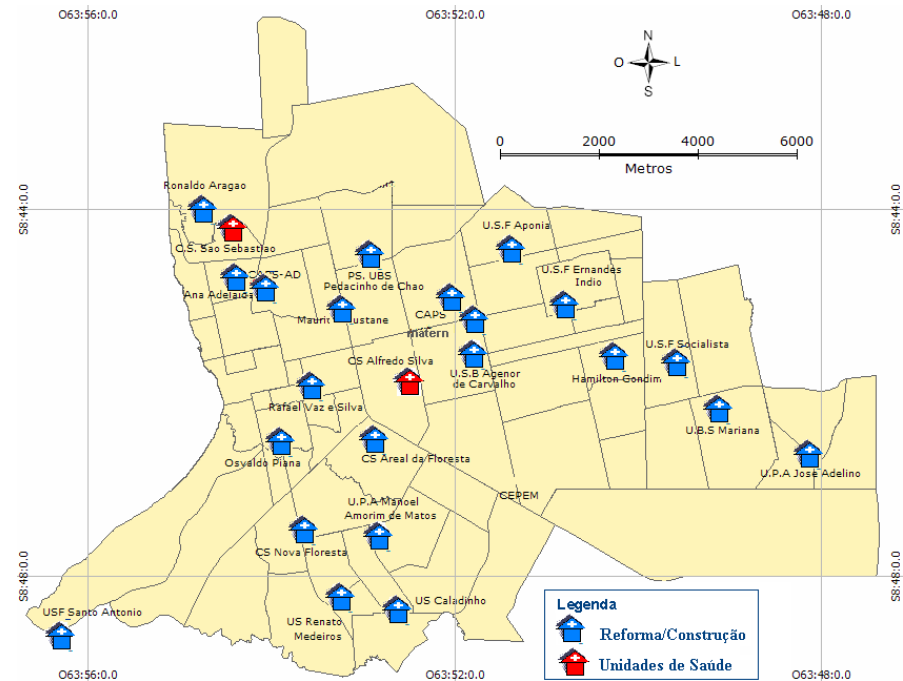 O63:56:0.0
O63:52:0.0
O63:48:0.0
N
O
L
S
0
2000
4000
6000
Metros
S8:44:0.0
S8:44:0.0
Ronaldo Aragao
C.S. Sao Sebastiao
U.S.F Aponia
CAPS-AD
PS. UBS
Pedacinho de Chao
U.S.F Ernandes
Indio
Ana Adelaide
CAPS
matern
U.S.F Socialista
CS Alfredo Silva
U.S.B Agenor
de Carvalho
Hamilton Gondim
Rafael Vaz e Silva
U.B.S Mariana
Osvaldo Piana
CS Areal da Floresta
U.P.A Jose Adelino
CEPEM
U.P.A Manoel
Amorim de Matos
CS Nova Floresta
S8:48:0.0
S8:48:0.0
USF Santo Antonio
US Renato
Medeiros
US Caladinho
Legenda
Reforma/Construção
Unidades de Saúde
O63:56:0.0
O63:52:0.0
O63:48:0.0